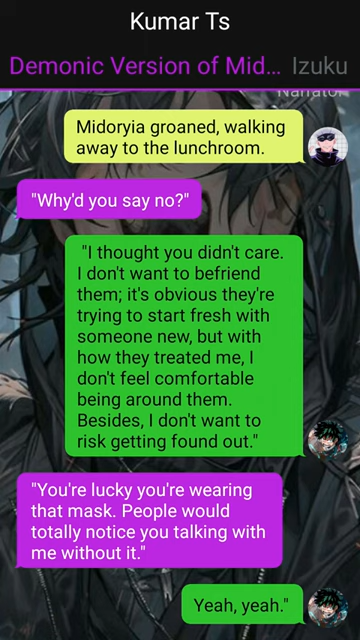 Kumar Ts
Demonic Version of Mid... Izuku
Narrator
Midoryia groaned, walking
away to the lunchroom.
"Why'd you say no?"
"I thought you didn't care.
I don't want to befriend
them; it's obvious they're
trying to start fresh with
someone new, but with
how they treated me, I
don't feel comfortable
being around them.
Besides, I don't want to
risk getting found out."
"You're lucky you're wearing
that mask. People would
totally notice you talking with
me without it."
Yeah, yeah."